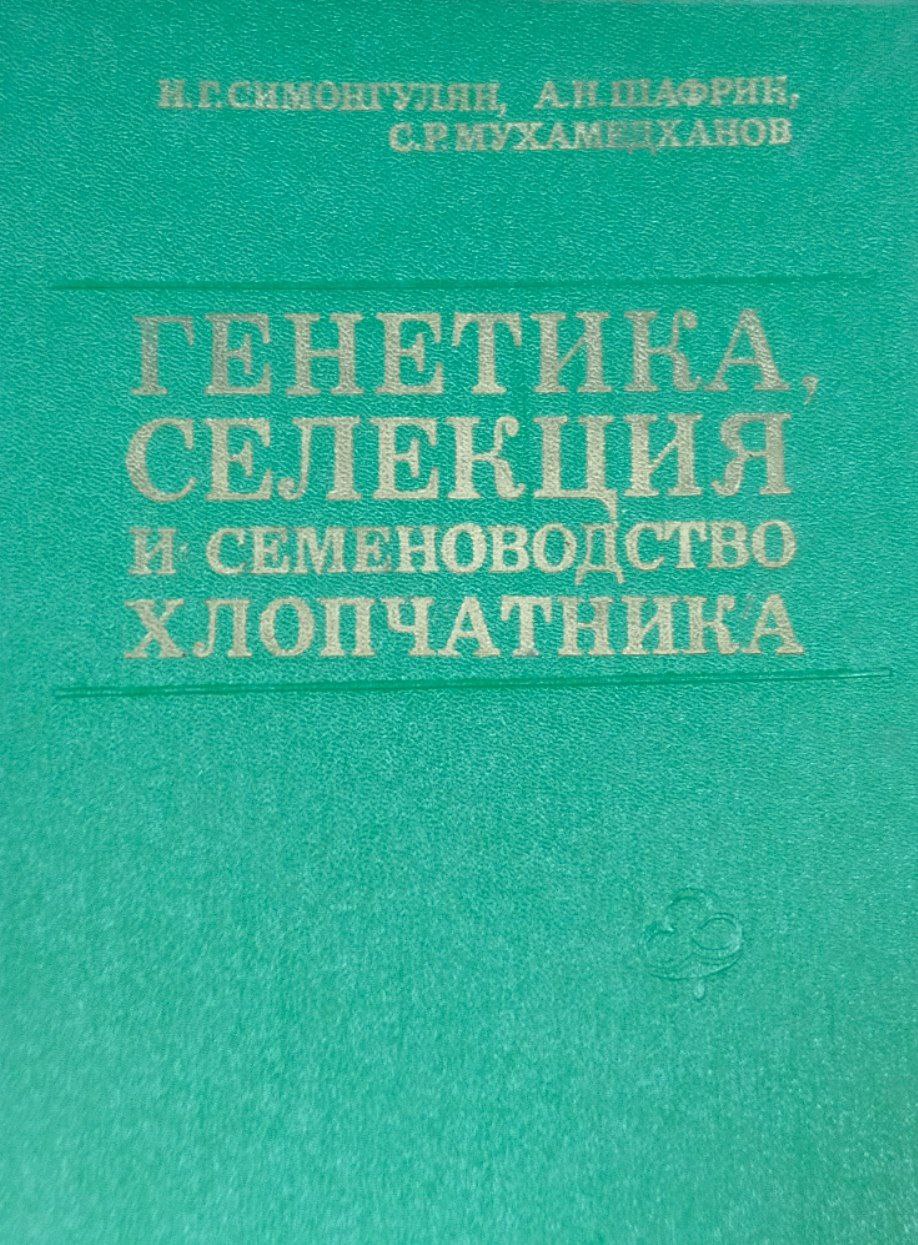 Н. Г. СИМОНГУЛЯН, А. Н. ШАФРИН,
С. Р. МУХАМЕДХАНОВ
ГЕНЕТИКА,
СЕЛЕКЦИЯ
И СЕМЕНОВОДСТВО
ХЛОПЧАТНИКА